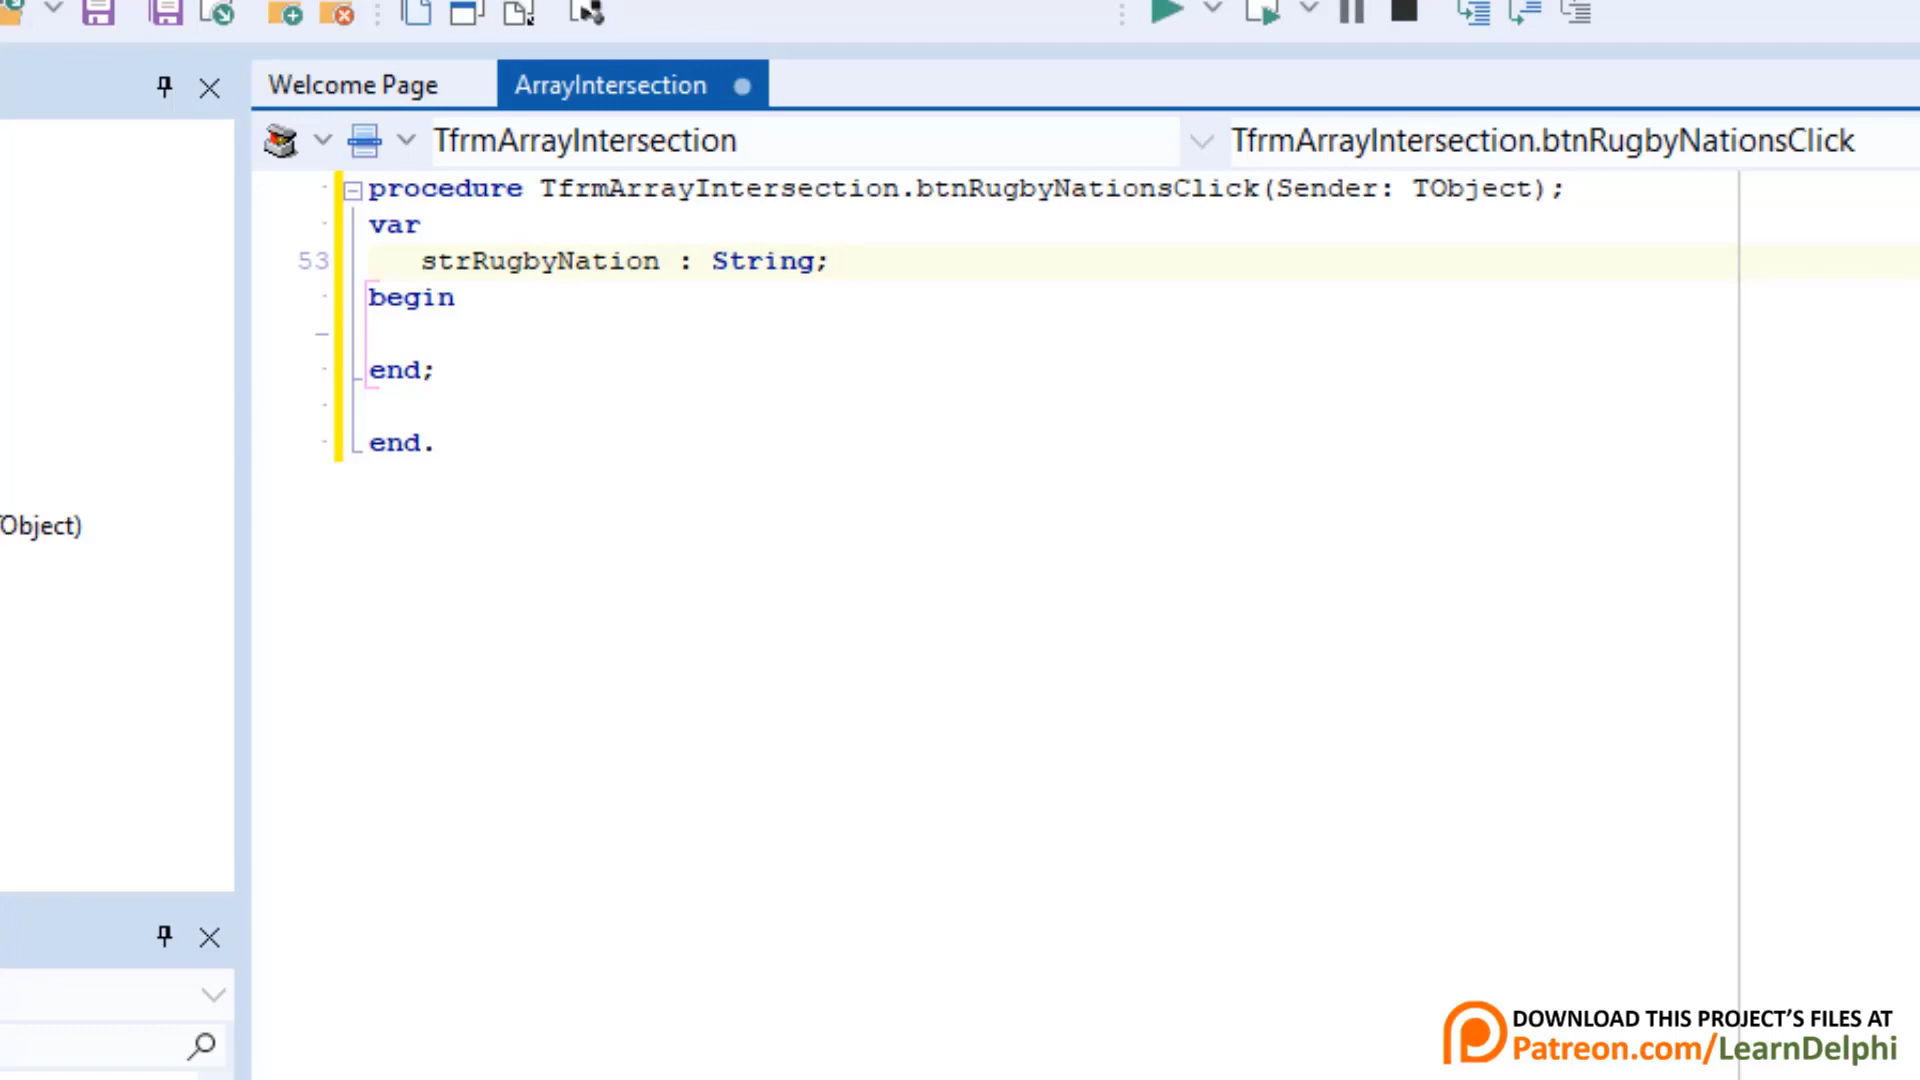 Welcome Page
ArrayIntersection
TfrmArrayIntersection
TfrmArrayIntersection.btnRugbyNationsClick
procedure TfrmArrayIntersection.btnRugbyNationsClick(Sender: TObject);
var
53 strRugbyNation : String;
begin
end;
end.
Object)
DOWNLOAD THIS PROJECT'S FILES AT
Patreon.com/LearnDelphi